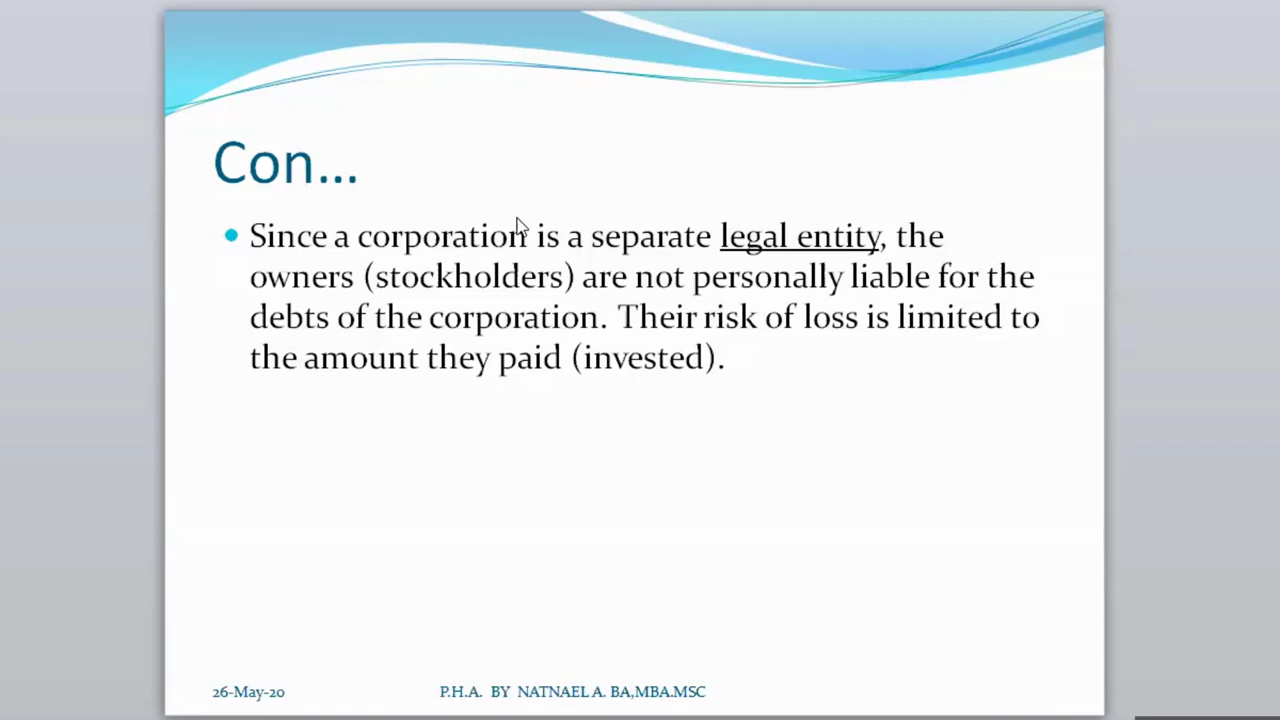 Con...
• Since a corporation is a separate legal entity, the
owners (stockholders) are not personally liable for the
debts of the corporation. Their risk of loss is limited to
the amount they paid (invested).
26-May-20 P.H.A. BY NATNAEL A. BA,MBA.MSC